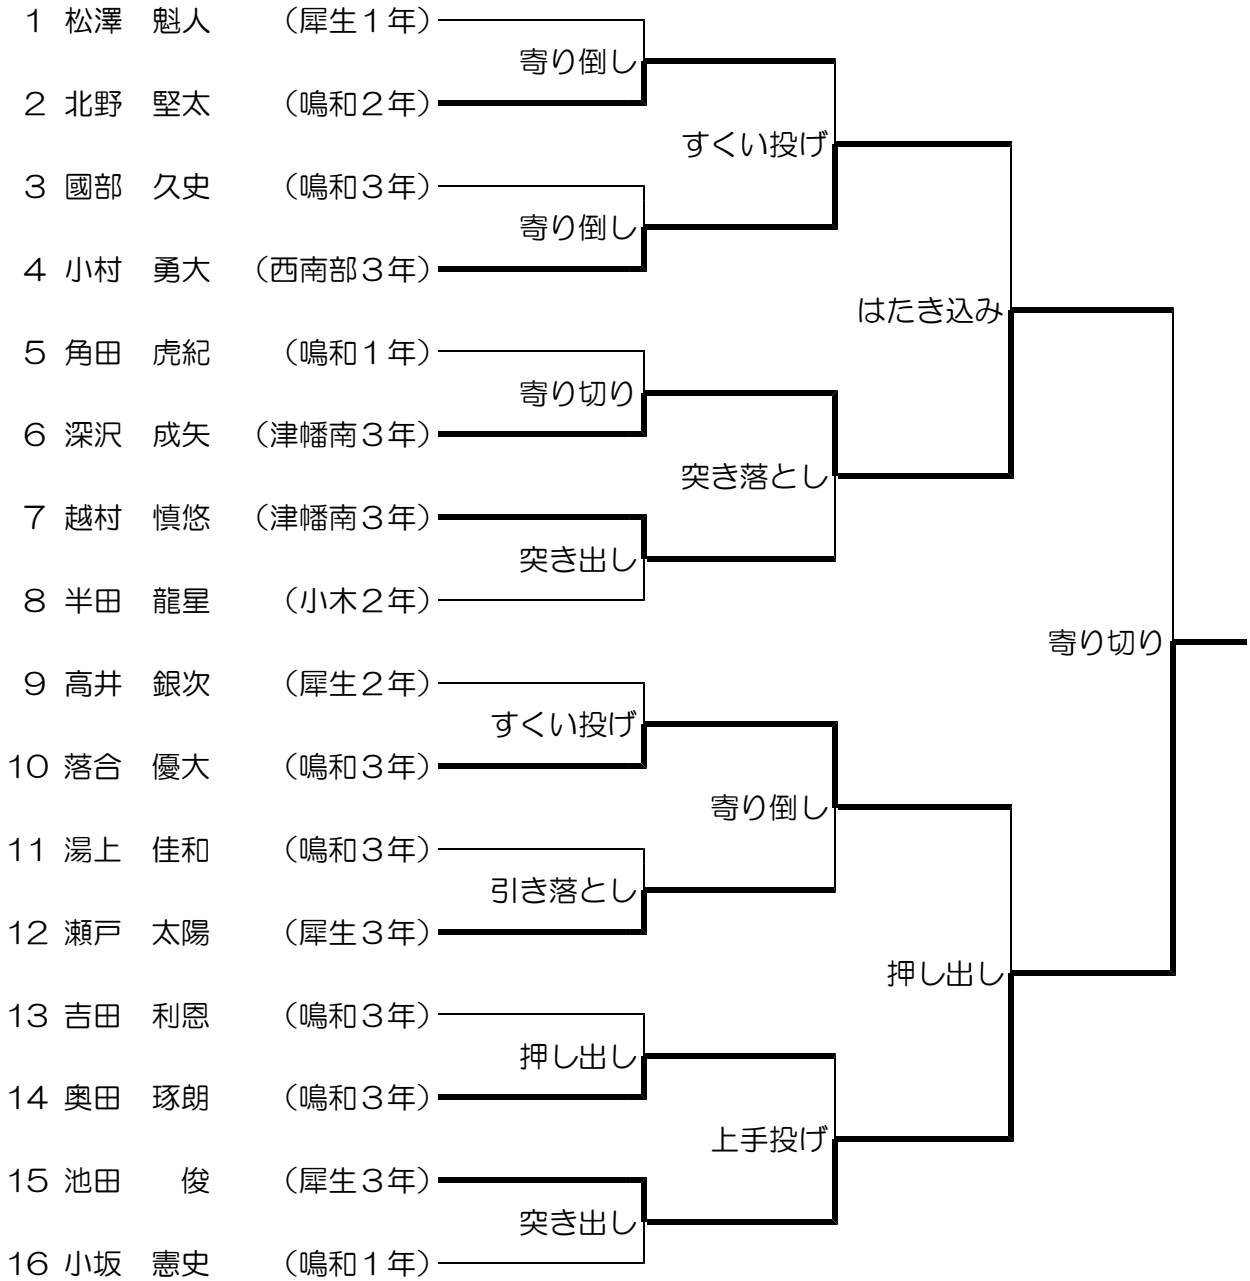 1 松澤 魁人 (犀生1年)
寄り倒し
2 北野 堅太 (鳴和2年)
すくい投げ
3 國部 久史 (鳴和3年)
寄り倒し
4 小村 勇大 (西南部3年)
はたき込み
5 角田 虎紀 (鳴和1年)
寄り切り
6 深沢 成矢 (津幡南3年)
突き落とし
7 越村 慎悠 (津幡南3年)
突き出し
8 半田 龍星 (小木2年)
寄り切り
9 高井 銀次 (犀生2年)
すくい投げ
10 落合 優大 (鳴和3年)
寄り倒し
11 湯上 佳和 (鳴和3年)
引き落とし
12 瀬戸 太陽 (犀生3年)
押し出し
13 吉田 利恩 (鳴和3年)
押し出し
14 奥田 琢朗 (鳴和3年)
上手投げ
15 池田 俊 (犀生3年)
突き出し
16 小坂 憲史 (鳴和1年)